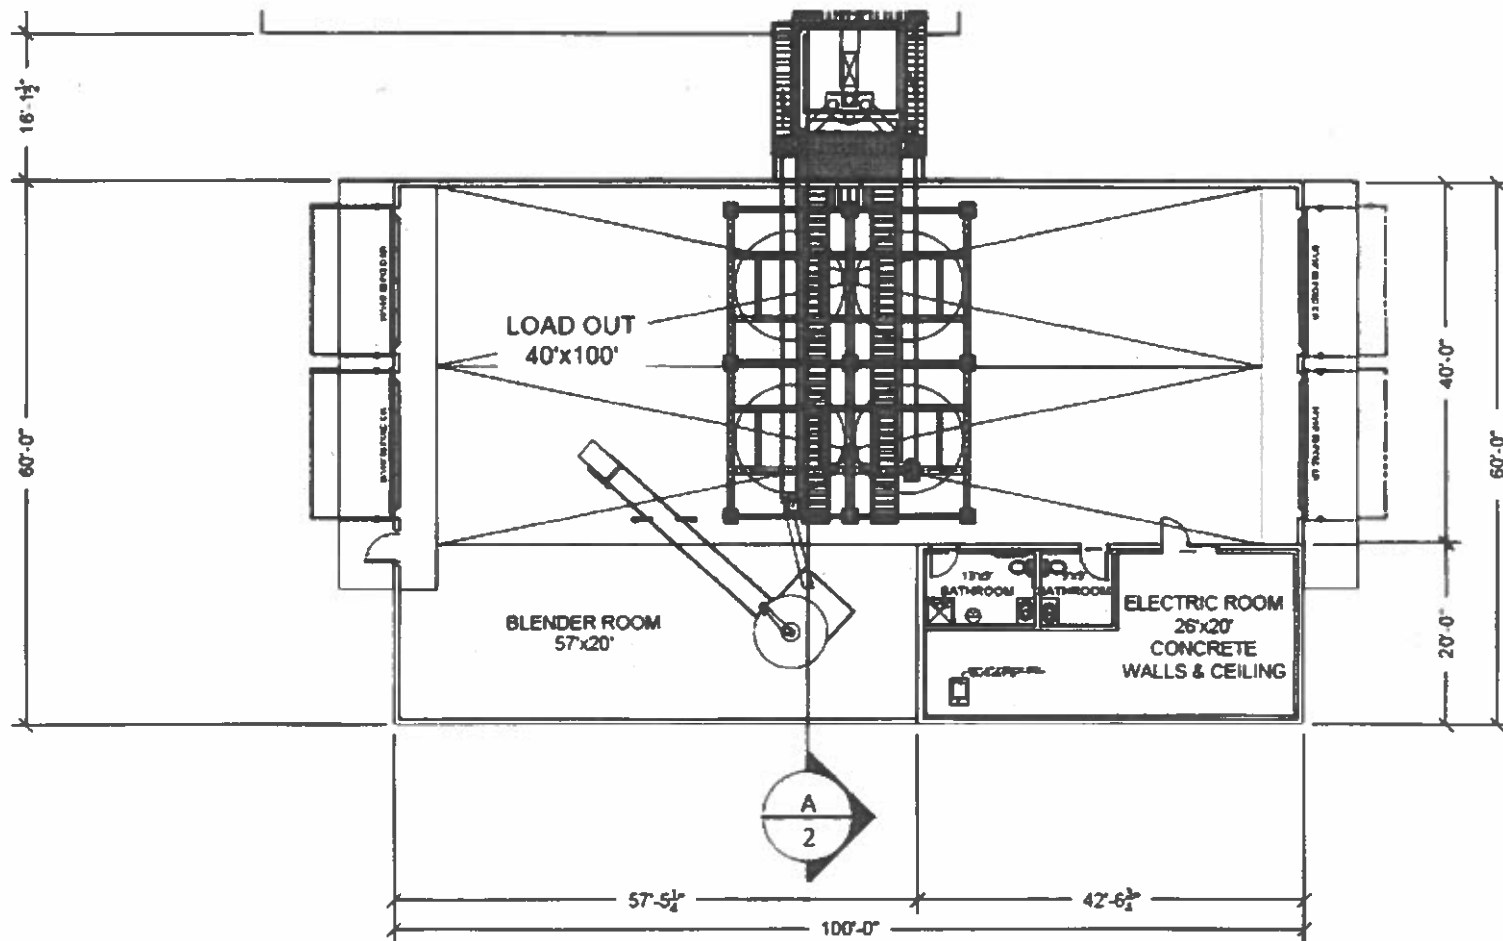 16'-1½"
LOAD OUT
40'x100'
60'-0"
40'-0"
60'-0"
BATHROOM
BATHROOM
BLENDER ROOM
57'x20'
ELECTRIC ROOM
26'x20'
CONCRETE
WALLS & CEILING
20'-0"
A
2
57'-5¼"
42'-6¾"
100'-0"